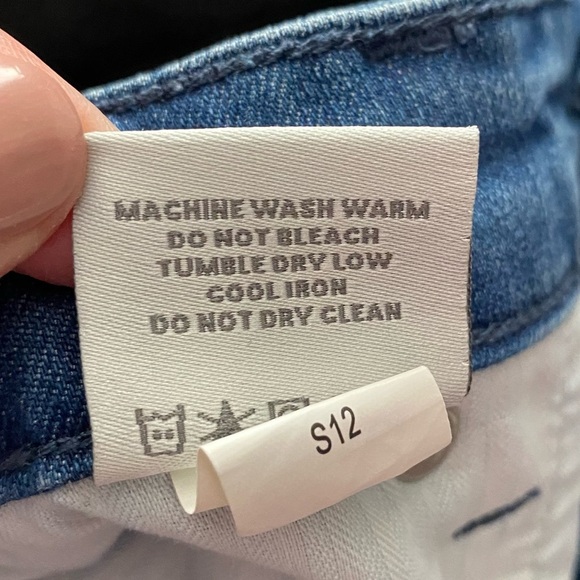 MACHINE WASH WARM
DO NOT BLEACH
TUMBLE DRY LOW
COOL IRON
DO NOT DRY CLEAN
S12